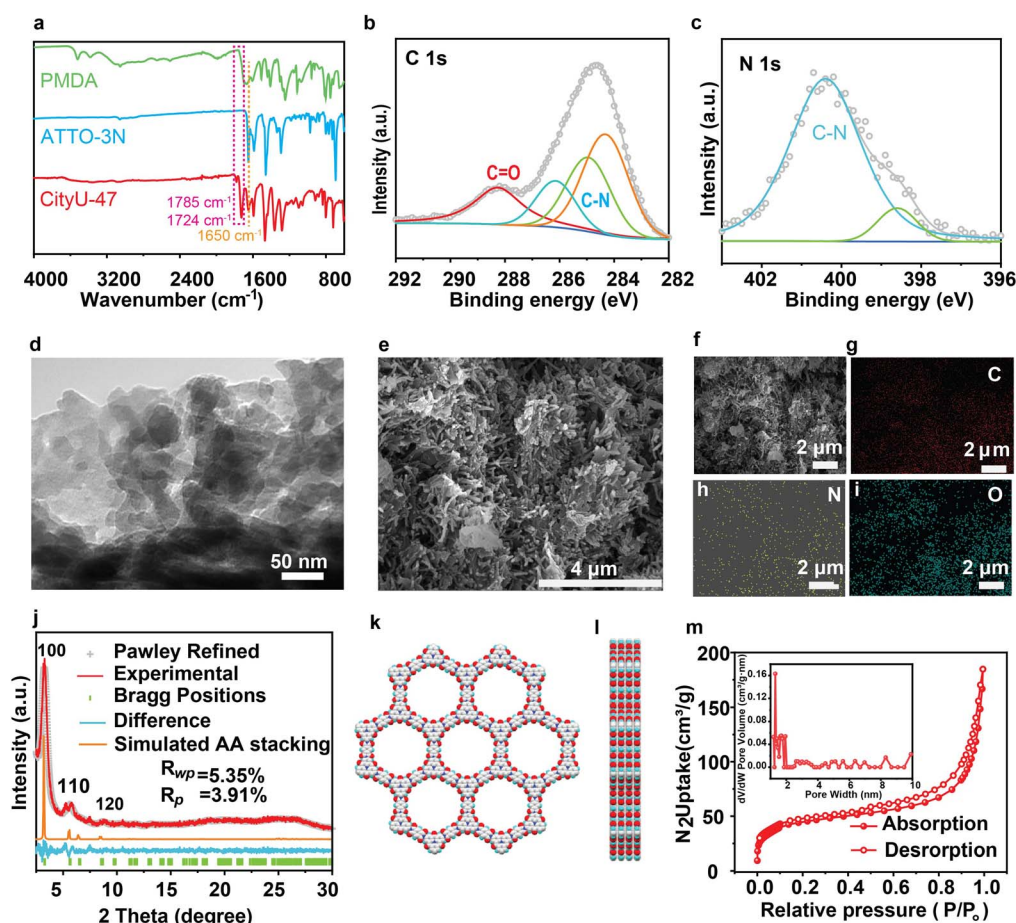 a
PMDA
ATTO-3N
CityU-47
1785 cm⁻¹
1724 cm⁻¹
1650 cm⁻¹
4000 3200 2400 1600 800
Wavenumber (cm⁻¹)
b
C 1s
C=O
C-N
Intensity (a.u.)
292 290 288 286 284 282
Binding energy (eV)
c
N 1s
C-N
Intensity (a.u.)
402 400 398 396
Binding energy (eV)
d
50 nm
e
4 µm
f
2 µm
g
C
2 µm
h
N
2 µm
i
O
2 µm
j
100
110
120
Pawley Refined
Experimental
Bragg Positions
Difference
Simulated AA stacking
Rwp=5.35%
Rp =3.91%
Intensity (a.u.)
5 10 15 20 25 30
2 Theta (degree)
k
l
m
200
150
100
50
0
N2Uptake(cm³/g)
dV/dW Pore Volume (cm³/g·nm)
0.16
0.12
0.08
0.04
0.00
2 4 6 8 10
Pore Width (nm)
Absorption
Desrorption
0.0 0.2 0.4 0.6 0.8 1.0
Relative pressure ( P/Po)